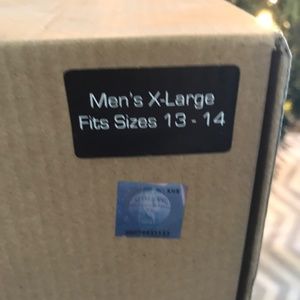 Men's X-Large
Fits Sizes 13 - 14